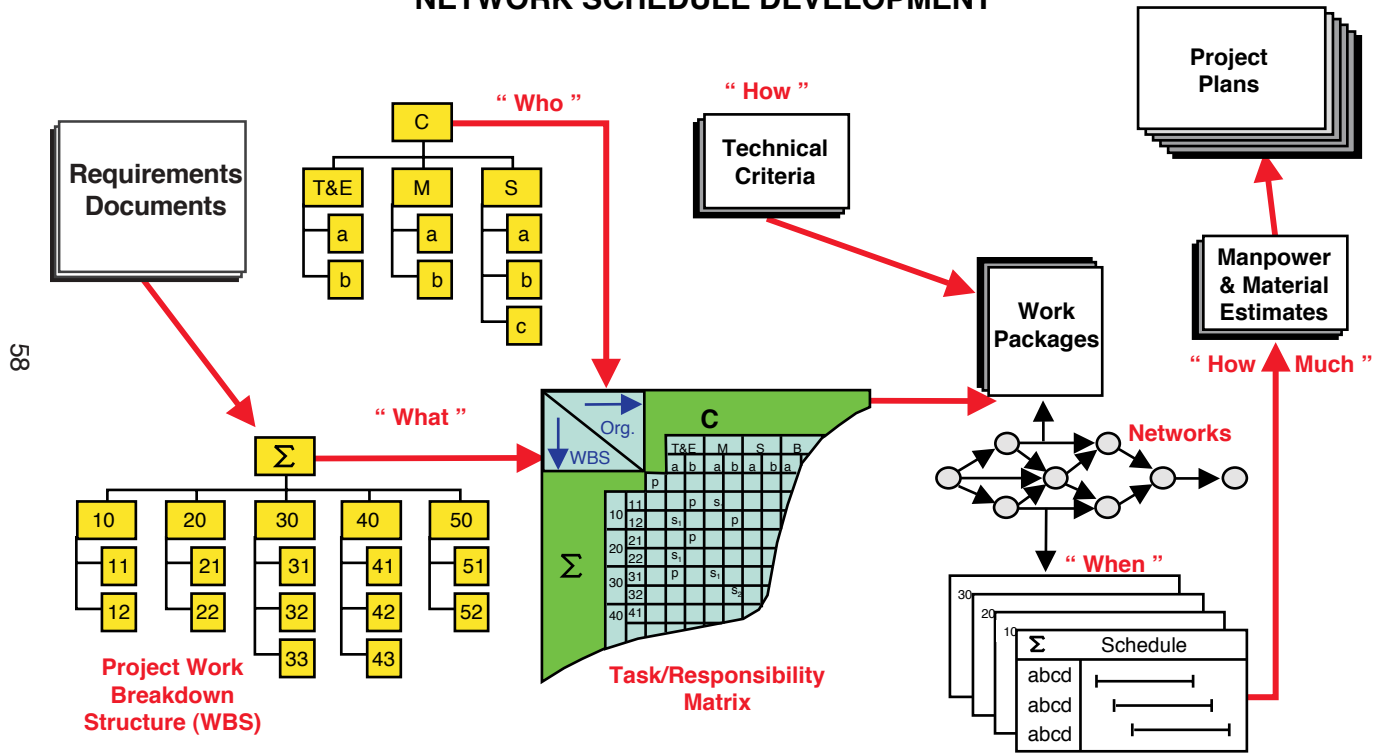 NETWORK SCHEDULE DEVELOPMENT
Project
Plans
“ Who ”
“ How ”
C
Requirements
Documents
Technical
Criteria
T&E M S
a a a
b b b
c
Manpower
& Material
Estimates
Work
Packages
58
“ How Much ”
“ What ”
Org.
WBS
C
Σ
Networks
T&E M S B
a b a b a b a
p
10 20 30 40 50
11 p s
10
12 s1 p
21 p
20
22 s1
31 p s1
30
32 s2
40 41
Σ
“ When ”
11 21 31 41 51
12 22 32 42 52
33 43
30
20
10
Σ Schedule
abcd
abcd
abcd
Project Work
Breakdown
Structure (WBS)
Task/Responsibility
Matrix